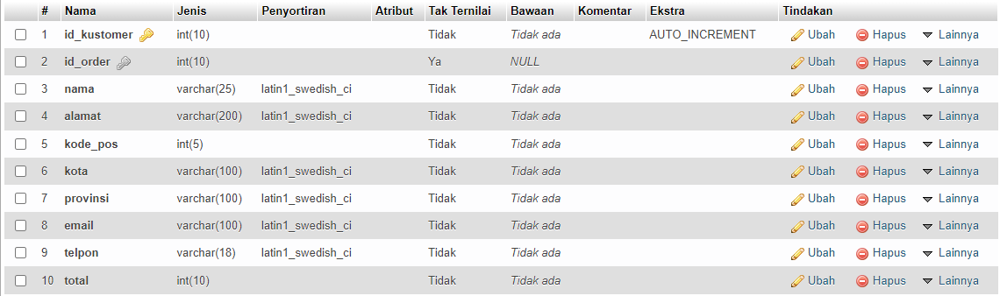 # Nama Jenis Penyortiran Atribut Tak Ternilai Bawaan Komentar Ekstra Tindakan
1 id_kustomer int(10) Tidak Tidak ada AUTO_INCREMENT Ubah Hapus Lainnya
2 id_order int(10) Ya NULL Ubah Hapus Lainnya
3 nama varchar(25) latin1_swedish_ci Tidak Tidak ada Ubah Hapus Lainnya
4 alamat varchar(200) latin1_swedish_ci Tidak Tidak ada Ubah Hapus Lainnya
5 kode_pos int(5) Tidak Tidak ada Ubah Hapus Lainnya
6 kota varchar(100) latin1_swedish_ci Tidak Tidak ada Ubah Hapus Lainnya
7 provinsi varchar(100) latin1_swedish_ci Tidak Tidak ada Ubah Hapus Lainnya
8 email varchar(100) latin1_swedish_ci Tidak Tidak ada Ubah Hapus Lainnya
9 telpon varchar(18) latin1_swedish_ci Tidak Tidak ada Ubah Hapus Lainnya
10 total int(10) Tidak Tidak ada Ubah Hapus Lainnya